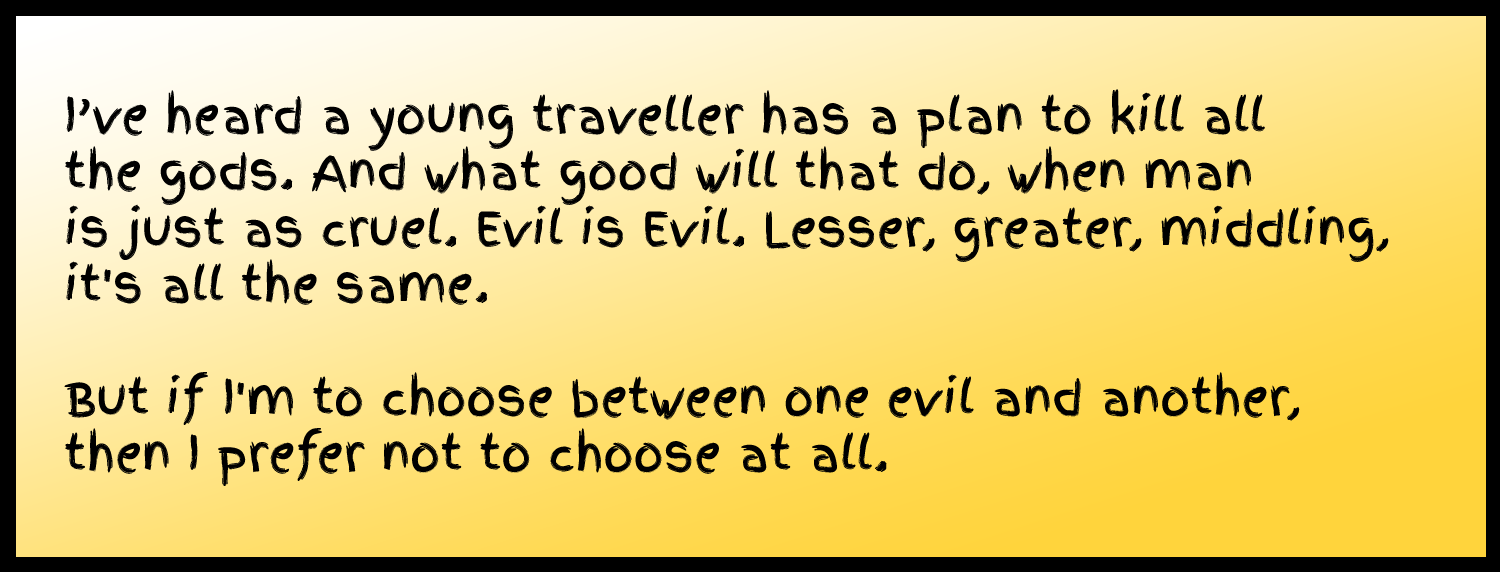 I’ve heard a young traveller has a plan to kill all
the gods. And what good will that do, when man
is just as cruel. Evil is Evil. Lesser, greater, middling,
it's all the same.
But if I'm to choose between one evil and another,
then I prefer not to choose at all.